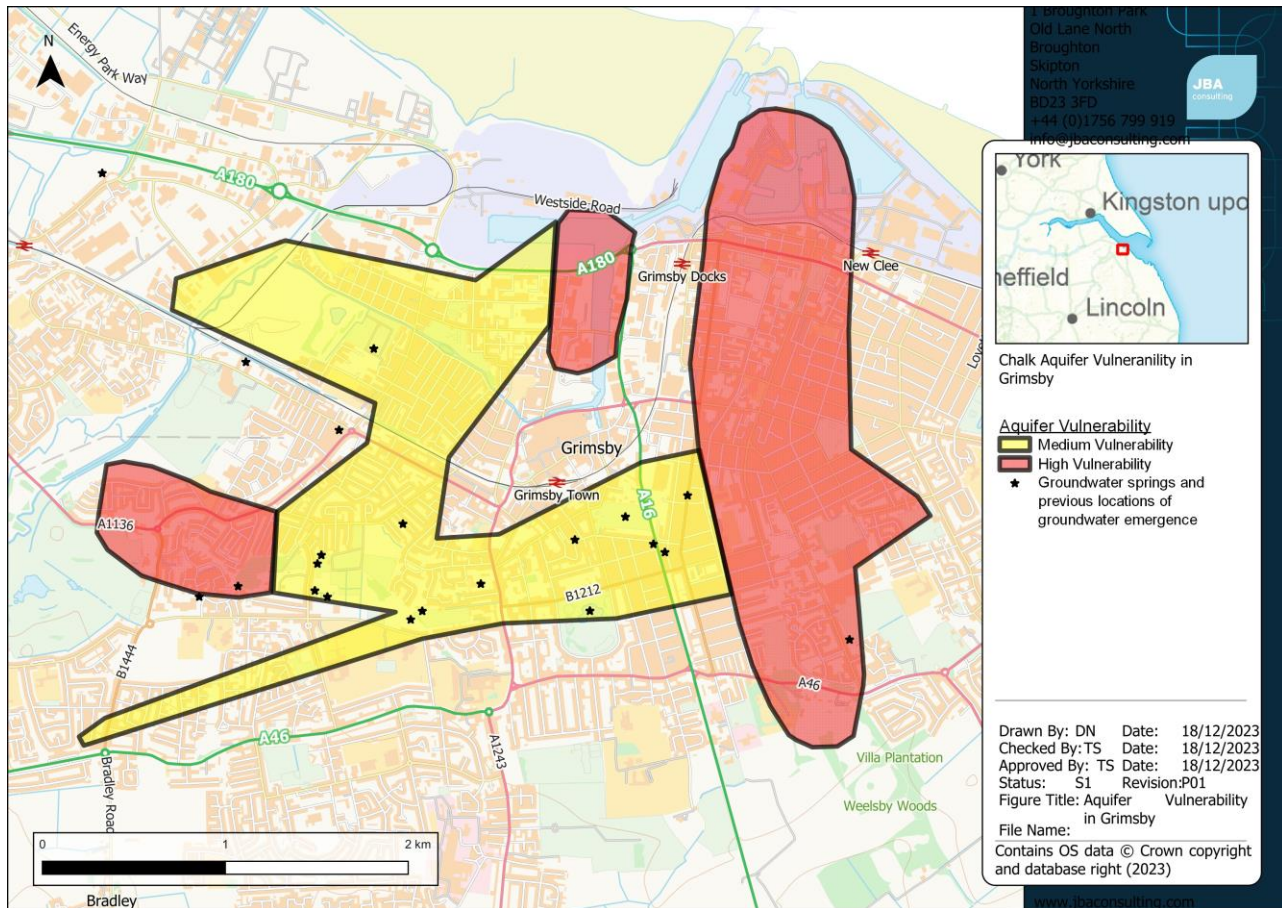 1 Broughton Park
Old Lane North
Broughton
Skipton
North Yorkshire
BD23 3FD
+44 (0)1756 799 919
info@jbaconsulting.com
JBA
consulting
N
Energy Park Way
A180
Westside Road
A180
Grimsby Docks
New Clee
Grimsby
Grimsby Town
A16
A1136
B1212
B1444
A46
A46
A1243
Bradley Road
Villa Plantation
Weelsby Woods
0 1 2 km
Bradley
York
Kingston upo
heffield
Lincoln
Chalk Aquifer Vulneranility in
Grimsby
Aquifer Vulnerability
Medium Vulnerability
High Vulnerability
Groundwater springs and
previous locations of
groundwater emergence
Drawn By: DN Date: 18/12/2023
Checked By: TS Date: 18/12/2023
Approved By: TS Date: 18/12/2023
Status: S1 Revision:P01
Figure Title: Aquifer Vulnerability
in Grimsby
File Name:
Contains OS data © Crown copyright
and database right (2023)
www.jbaconsulting.com